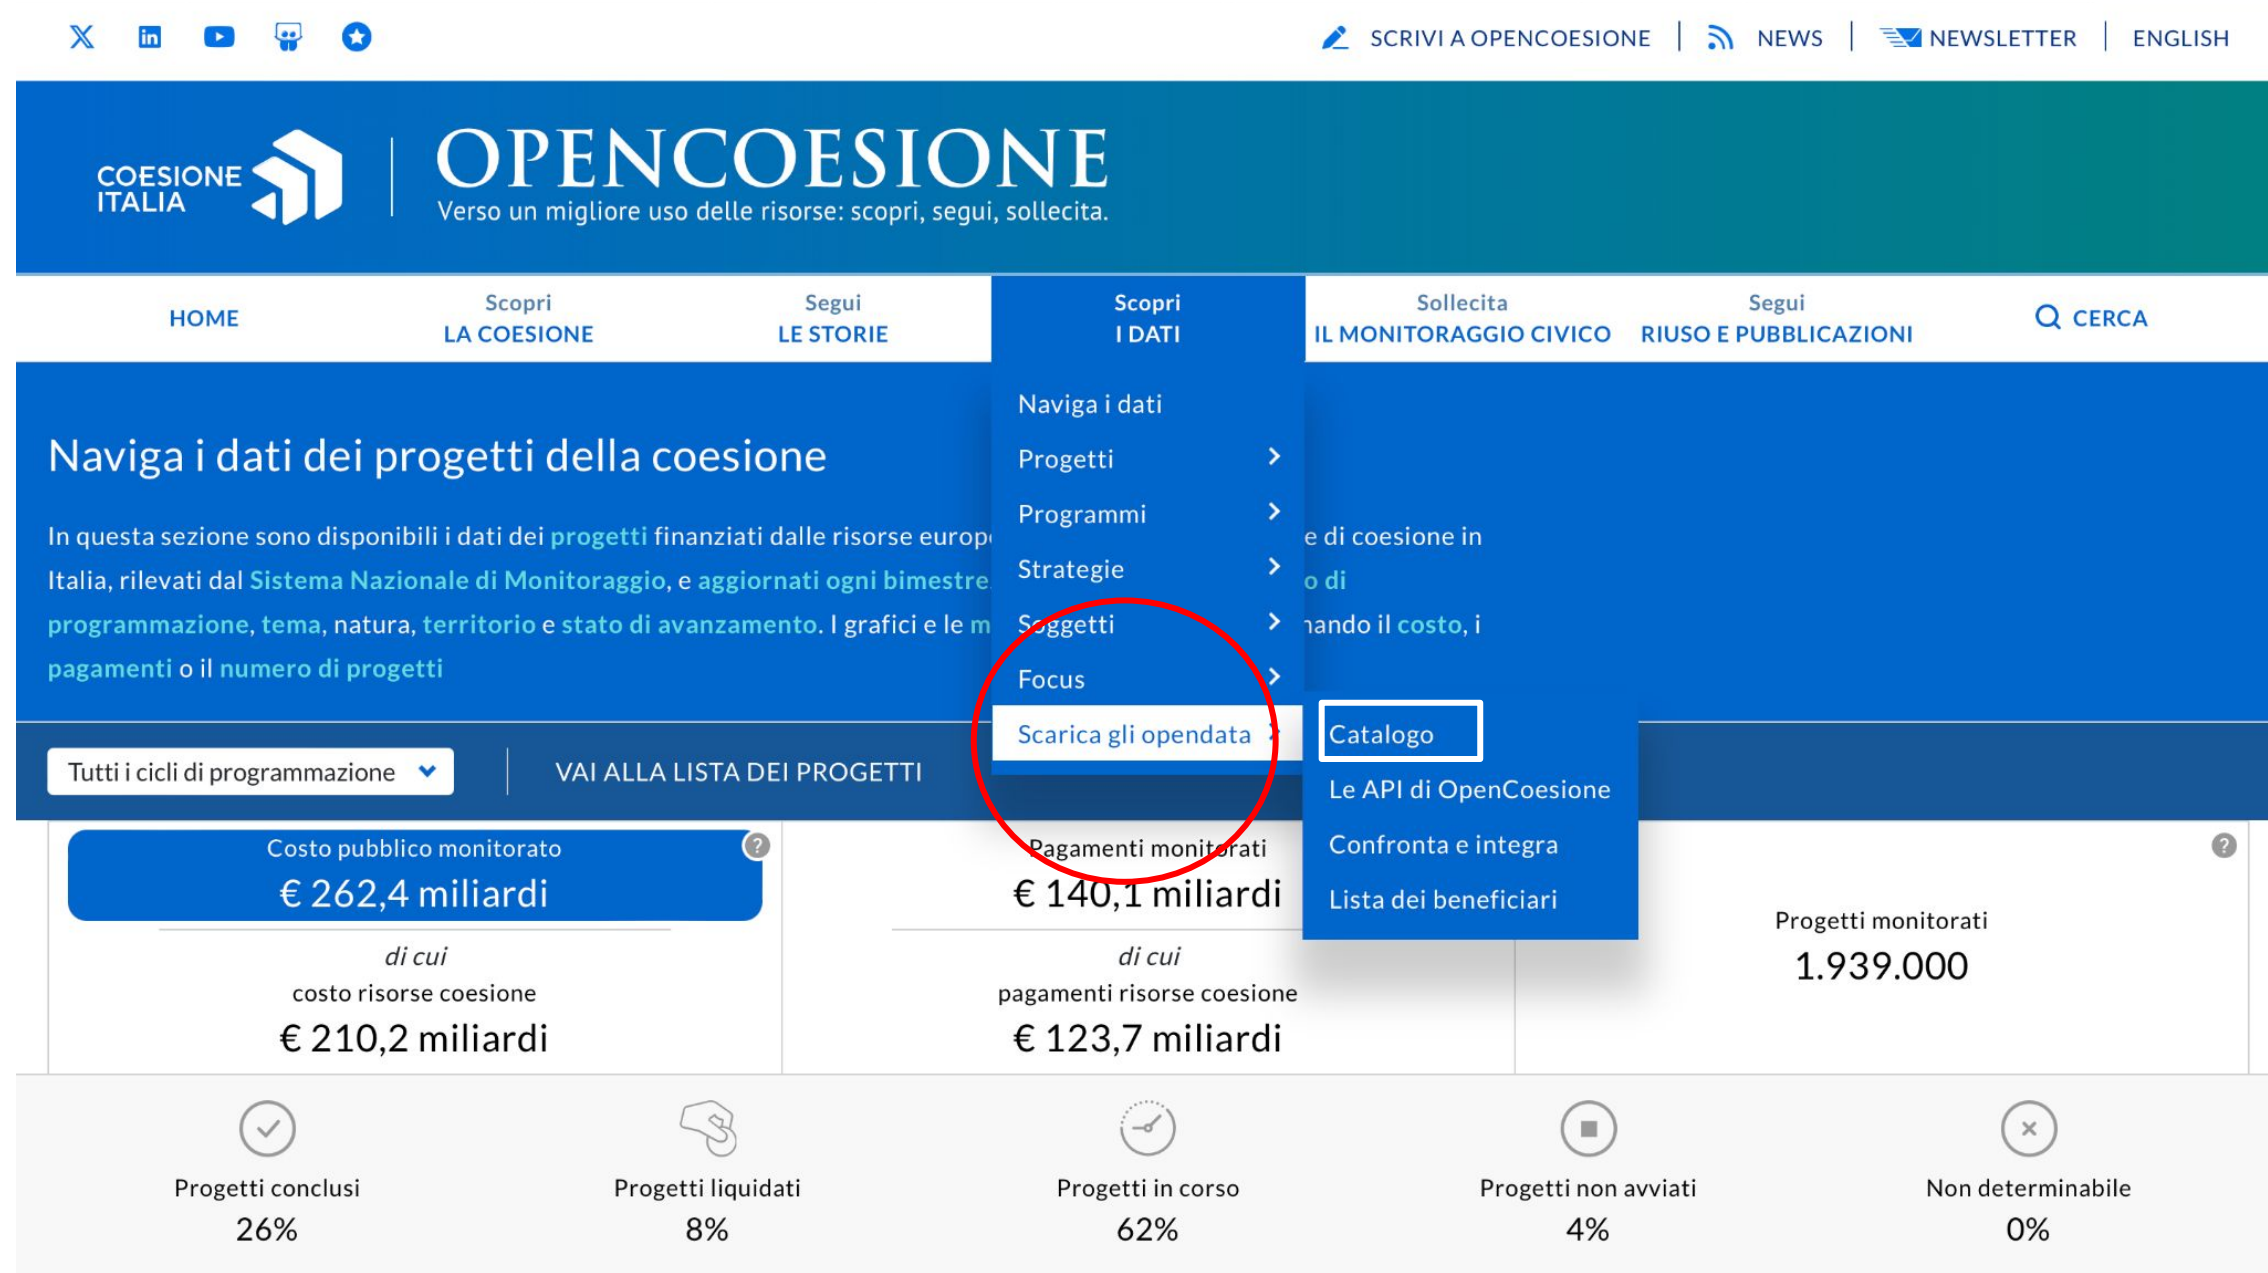 SCRIVI A OPENCOESIONE
NEWS
NEWSLETTER
ENGLISH
COESIONE
ITALIA
OPENCOESIONE
Verso un migliore uso delle risorse: scopri, segui, sollecita.
HOME
Scopri
LA COESIONE
Segui
LE STORIE
Scopri
I DATI
Sollecita
IL MONITORAGGIO CIVICO
Segui
RIUSO E PUBBLICAZIONI
CERCA
Naviga i dati
Progetti
Programmi
Strategie
Soggetti
Focus
Scarica gli opendata
Catalogo
Le API di OpenCoesione
Confronta e integra
Lista dei beneficiari
Naviga i dati dei progetti della coesione
In questa sezione sono disponibili i dati dei progetti finanziati dalle risorse e di coesione in
Italia, rilevati dal Sistema Nazionale di Monitoraggio, e aggiornati ogni bimestre di
programmazione, tema, natura, territorio e stato di avanzamento. I grafici e le il costo, i
pagamenti o il numero di progetti
Tutti i cicli di programmazione
VAI ALLA LISTA DEI PROGETTI
Costo pubblico monitorato
€ 262,4 miliardi
di cui
costo risorse coesione
€ 210,2 miliardi
Pagamenti monitorati
€ 140,1 miliardi
di cui
pagamenti risorse coesione
€ 123,7 miliardi
Progetti monitorati
1.939.000
Progetti conclusi
26%
Progetti liquidati
8%
Progetti in corso
62%
Progetti non avviati
4%
Non determinabile
0%